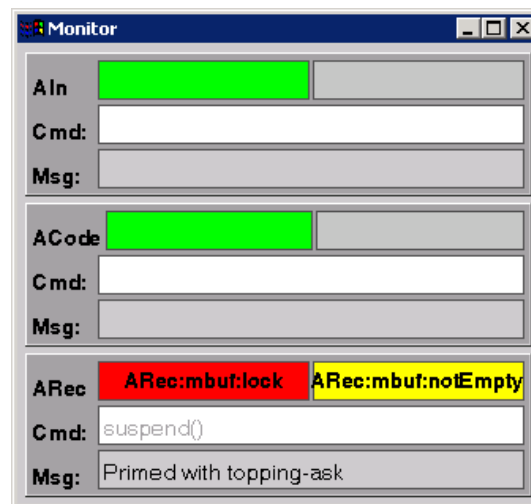 Monitor
AIn
Cmd:
Msg:
ACode
Cmd:
Msg:
ARec ARec:mbuf:lock ARec:mbuf:notEmpty
Cmd: suspend()
Msg: Primed with topping-ask